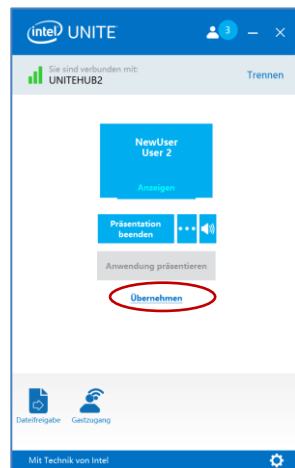 intel UNITE
3
Sie sind verbunden mit:
UNITEHUB2
Trennen
NewUser
User 2
Anzeigen
Präsentation
beenden
Anwendung präsentieren
Übernehmen
Dateifreigabe Gastzugang
Mit Technik von Intel